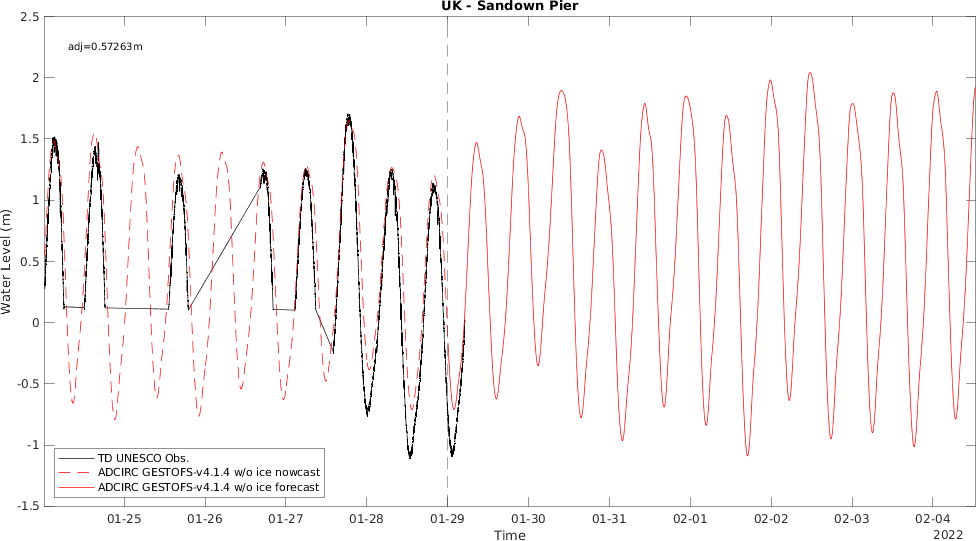 UK - Sandown Pier
2.5
2
1.5
1
0.5
0
-0.5
-1
-1.5
Water Level (m)
adj=0.57263m
TD UNESCO Obs.
ADCIRC GESTOFS-v4.1.4 w/o ice nowcast
ADCIRC GESTOFS-v4.1.4 w/o ice forecast
01-25 01-26 01-27 01-28 01-29 01-30 01-31 02-01 02-02 02-03 02-04
Time
2022